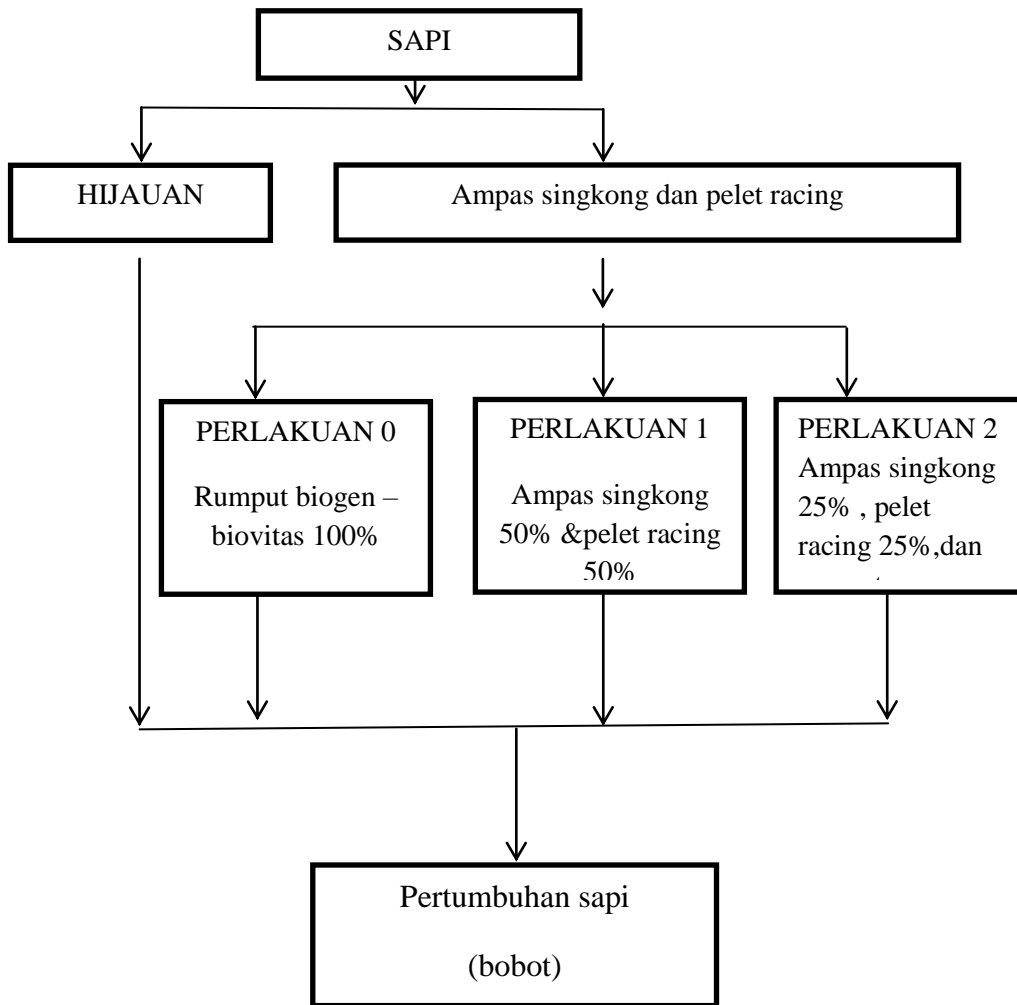 SAPI
HIJAUAN
Ampas singkong dan pelet racing
PERLAKUAN 0
Rumput biogen –
biovitas 100%
PERLAKUAN 1
Ampas singkong
50% &pelet racing
50%
PERLAKUAN 2
Ampas singkong
25% , pelet
racing 25%,dan
Pertumbuhan sapi
(bobot)